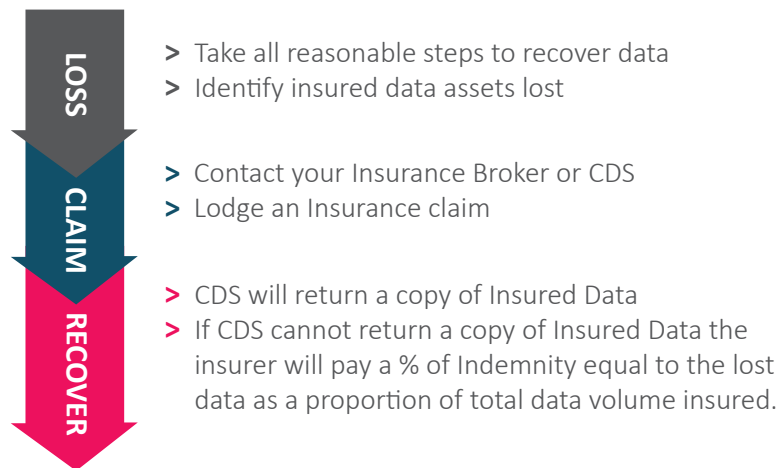 LOSS
> Take all reasonable steps to recover data
> Identify insured data assets lost
CLAIM
> Contact your Insurance Broker or CDS
> Lodge an Insurance claim
RECOVER
> CDS will return a copy of Insured Data
> If CDS cannot return a copy of Insured Data the
insurer will pay a % of Indemnity equal to the lost
data as a proportion of total data volume insured.